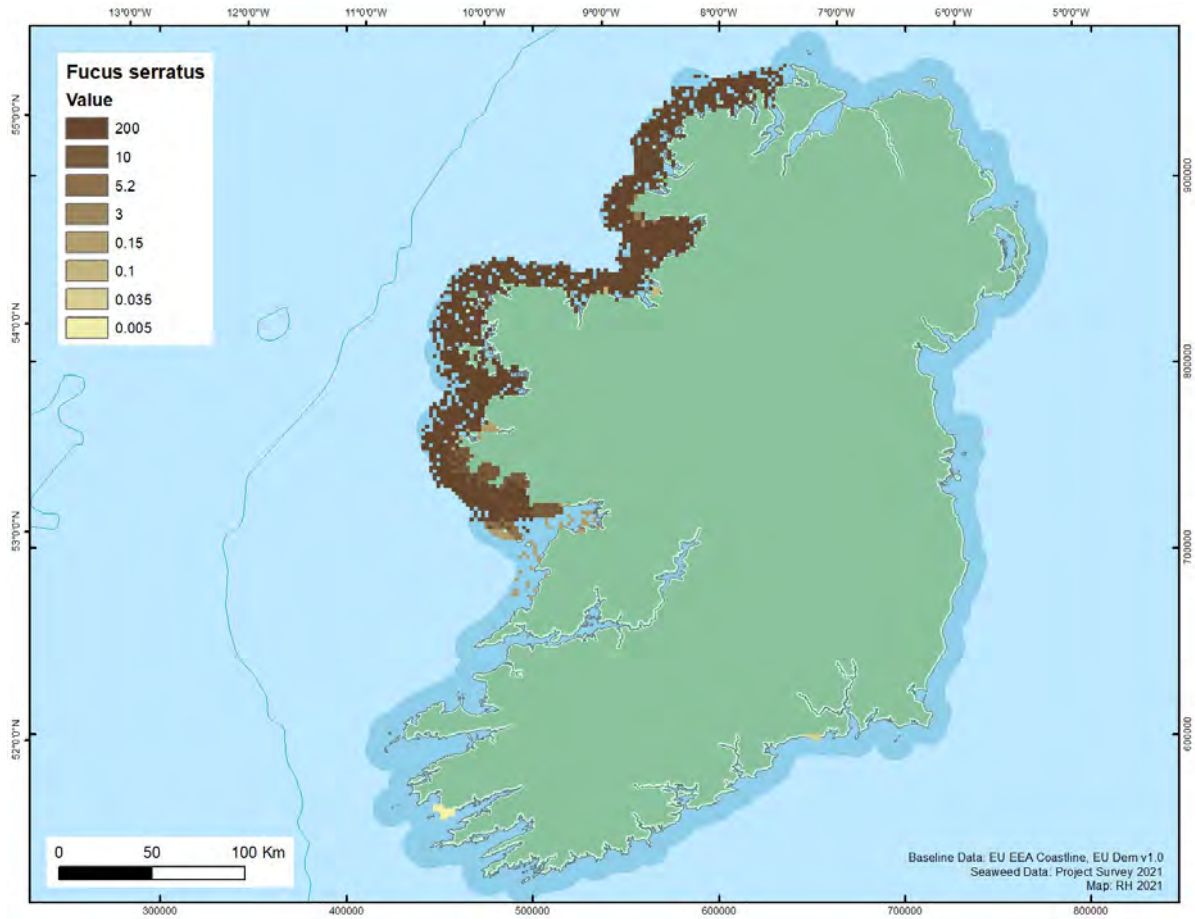 13°0'0"W 12°0'0"W 11°0'0"W 10°0'0"W 9°0'0"W 8°0'0"W 7°0'0"W 6°0'0"W 5°0'0"W
Fucus serratus
Value
200
10
5.2
3
0.15
0.1
0.035
0.005
55°0'0"N
54°0'0"N
53°0'0"N
52°0'0"N
900000
800000
700000
600000
0 50 100 Km
Baseline Data: EU EEA Coastline, EU Dem v1.0
Seaweed Data: Project Survey 2021
Map: RH 2021
300000 400000 500000 600000 700000 800000